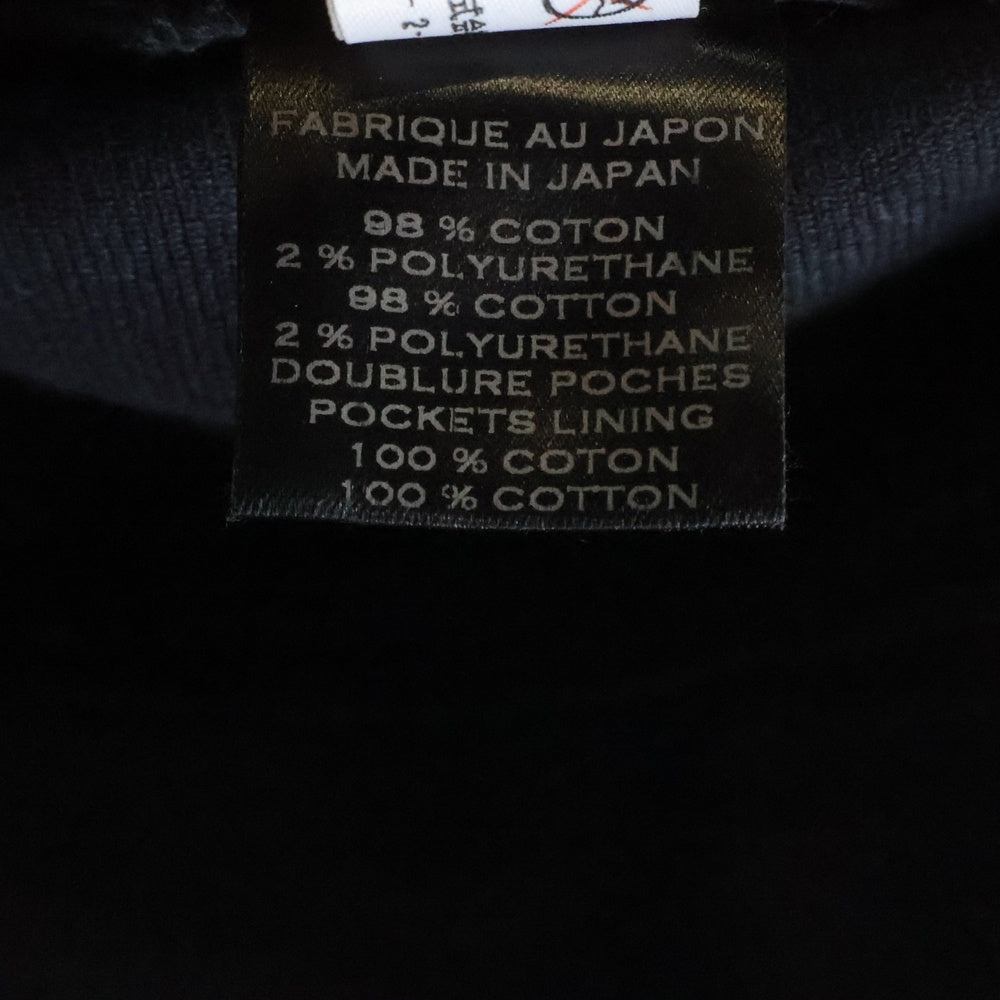 FABRIQUE AU JAPON
MADE IN JAPAN
98 % COTON
2 % POLYURETHANE
98 % COTTON
2 % POLYURETHANE
DOUBLURE POCHES
POCKETS LINING
100 % COTON
100 % COTTON